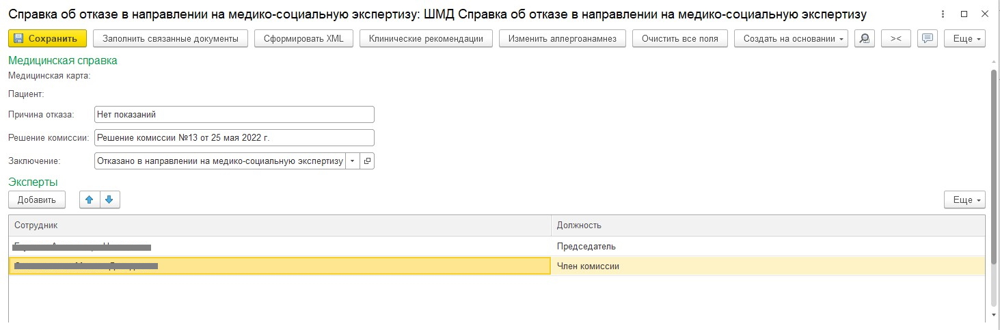 Справка об отказе в направлении на медико-социальную экспертизу: ШМД Справка об отказе в направлении на медико-социальную экспертизу
Сохранить Заполнить связанные документы Сформировать XML Клинические рекомендации Изменить аллергоанамнез Очистить все поля Создать на основании >< Еще
Медицинская справка
Медицинская карта:
Пациент:
Причина отказа: Нет показаний
Решение комиссии: Решение комиссии №13 от 25 мая 2022 г.
Заключение: Отказано в направлении на медико-социальную экспертизу
Эксперты
Добавить Еще
Сотрудник Должность
Председатель
Член комиссии